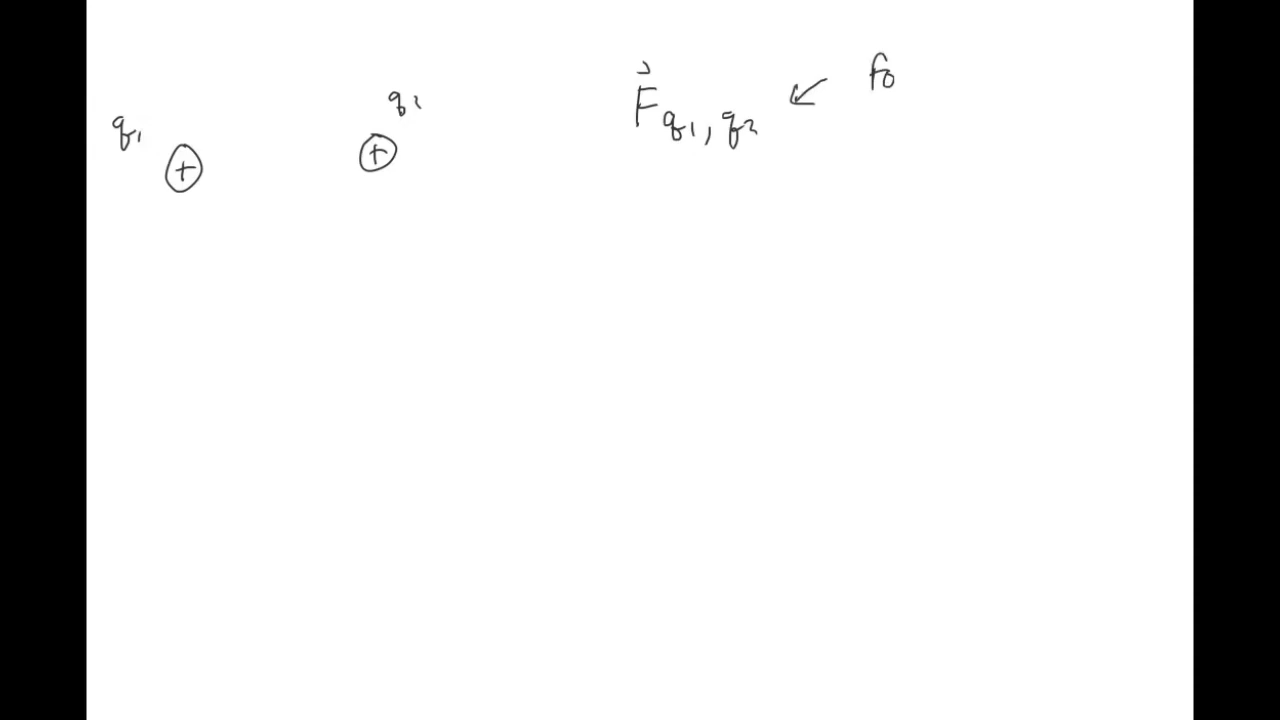 q₁ ⊕ q₂ ⊕ F⃗ q₁, q₂ ↙ fo